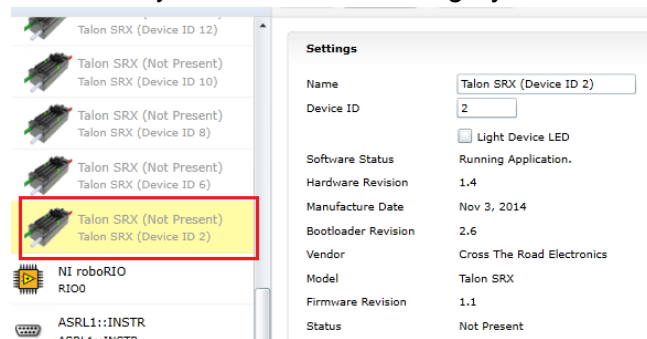 Talon SRX (Device ID 12)
Talon SRX (Not Present)
Talon SRX (Device ID 10)
Talon SRX (Not Present)
Talon SRX (Device ID 8)
Talon SRX (Not Present)
Talon SRX (Device ID 6)
Talon SRX (Not Present)
Talon SRX (Device ID 2)
NI roboRIO
RIO0
ASRL1::INSTR
Settings
Name Talon SRX (Device ID 2)
Device ID 2
Light Device LED
Software Status Running Application.
Hardware Revision 1.4
Manufacture Date Nov 3, 2014
Bootloader Revision 2.6
Vendor Cross The Road Electronics
Model Talon SRX
Firmware Revision 1.1
Status Not Present